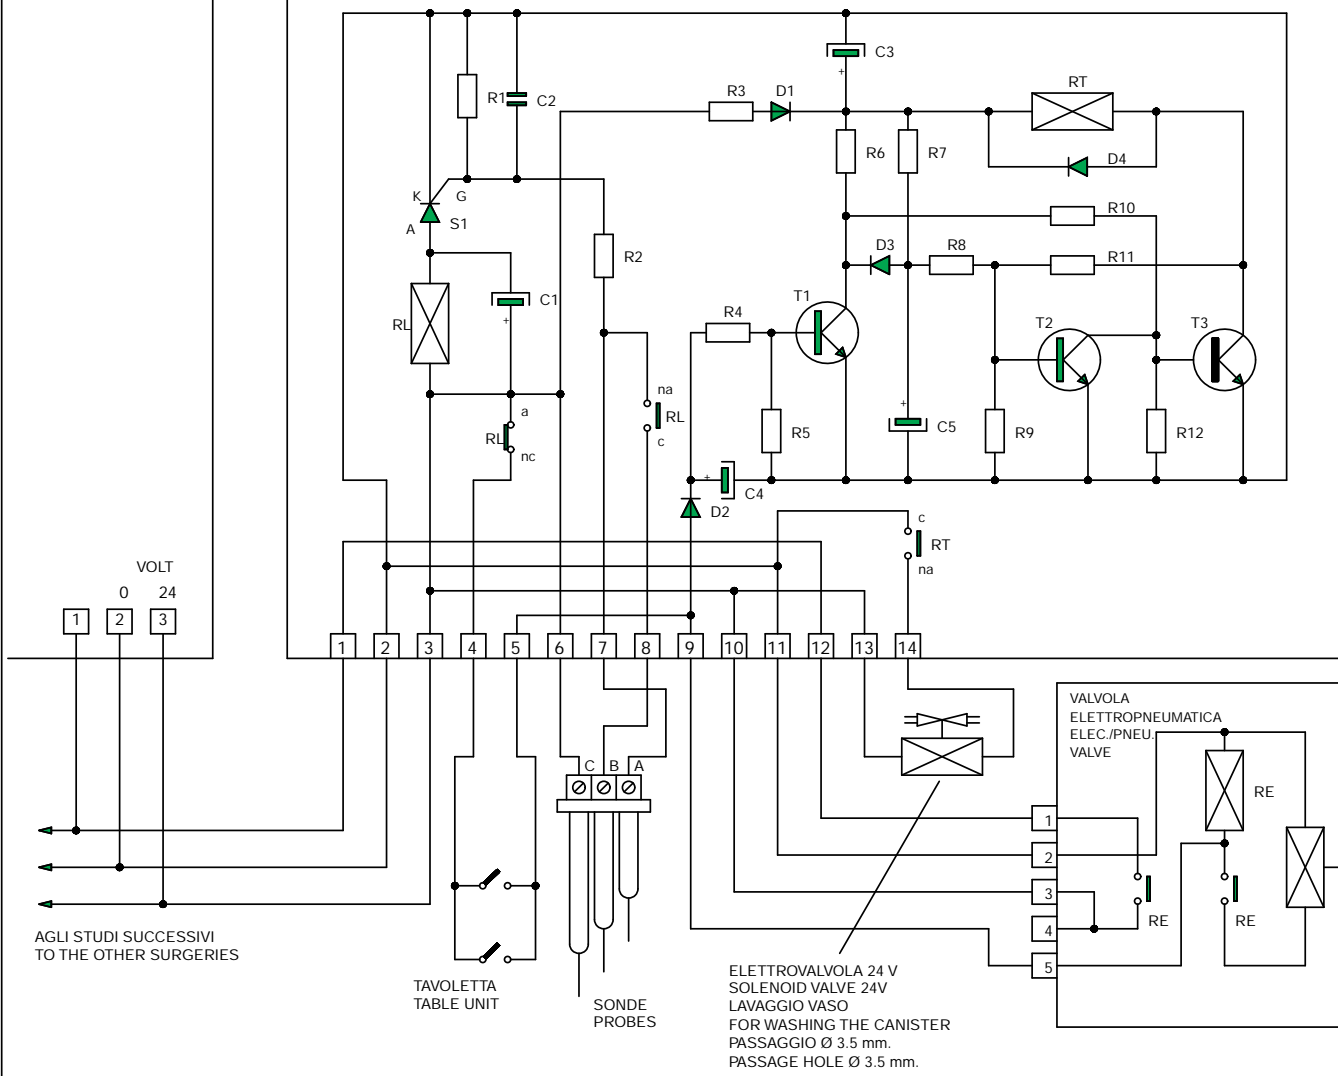 C3
+
R1
C2
R3
D1
RT
R6
R7
D4
K
G
A
S1
R10
R2
D3
R8
R11
RL
C1
+
T1
R4
T2
T3
na
RL
c
a
RL
nc
R5
+
C5
R9
R12
+
C4
D2
c
RT
na
VOLT
0
24
1
2
3
1
2
3
4
5
6
7
8
9
10
11
12
13
14
VALVOLA
ELETTROPNEUMATICA
ELEC./PNEU.
VALVE
C
B
A
RE
1
2
3
4
5
RE
RE
AGLI STUDI SUCCESSIVI
TO THE OTHER SURGERIES
TAVOLETTA
TABLE UNIT
SONDE
PROBES
ELETTROVALVOLA 24 V
SOLENOID VALVE 24V
LAVAGGIO VASO
FOR WASHING THE CANISTER
PASSAGGIO Ø 3.5 mm.
PASSAGE HOLE Ø 3.5 mm.